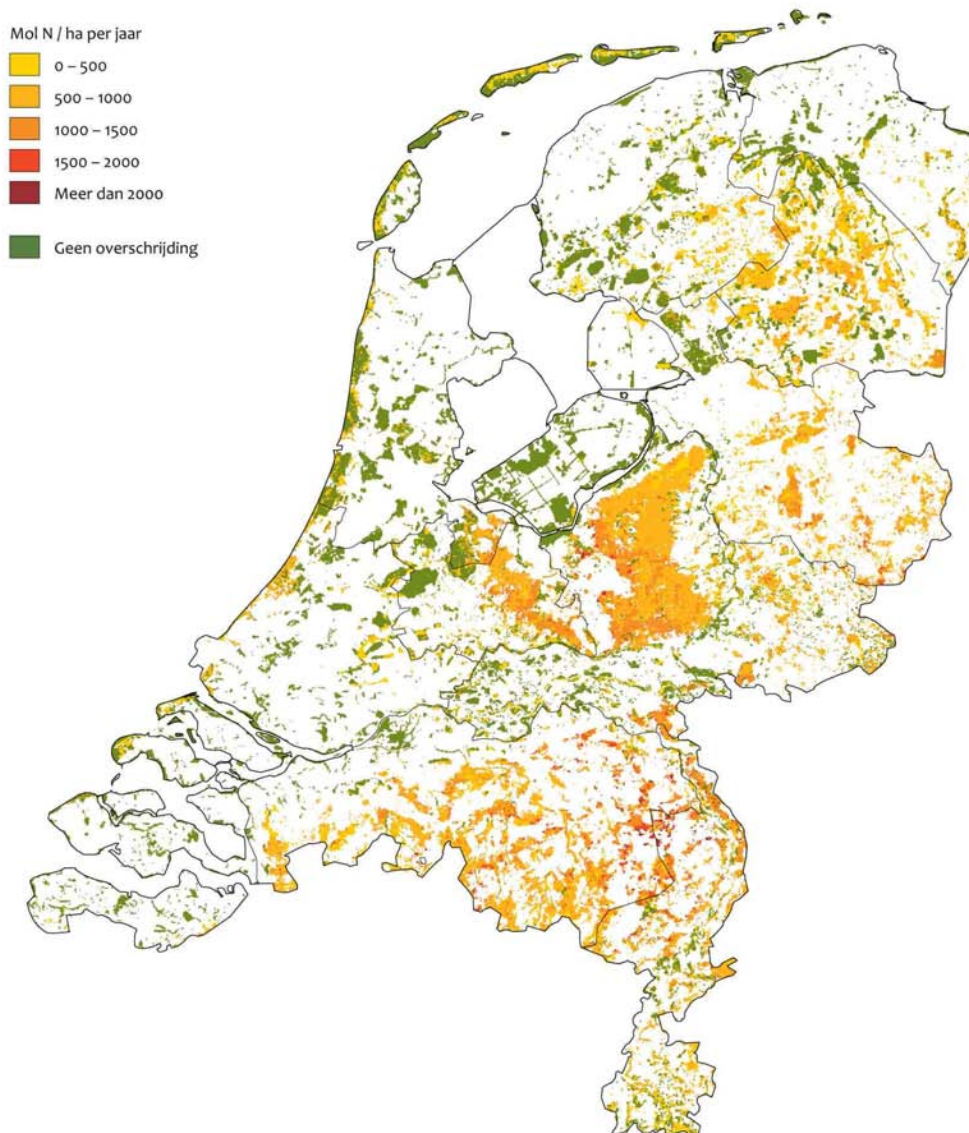 Mol N / ha per jaar
0 – 500
500 – 1000
1000 – 1500
1500 – 2000
Meer dan 2000
Geen overschrijding